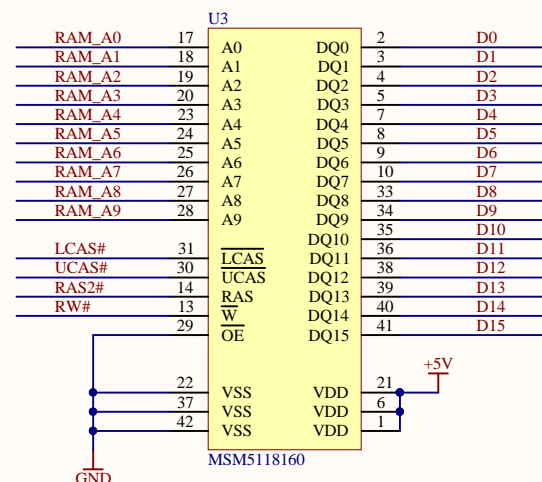 U3
RAM_A0 17 A0 DQ0 2 D0
RAM_A1 18 A1 DQ1 3 D1
RAM_A2 19 A2 DQ2 4 D2
RAM_A3 20 A3 DQ3 5 D3
RAM_A4 23 A4 DQ4 7 D4
RAM_A5 24 A5 DQ5 8 D5
RAM_A6 25 A6 DQ6 9 D6
RAM_A7 26 A7 DQ7 10 D7
RAM_A8 27 A8 DQ8 33 D8
RAM_A9 28 A9 DQ9 34 D9
DQ10 35 D10
LCAS# 31 LCAS DQ11 36 D11
UCAS# 30 UCAS DQ12 38 D12
RAS2# 14 RAS DQ13 39 D13
RW# 13 W DQ14 40 D14
29 OE DQ15 41 D15
+5V
22 VSS VDD 21
37 VSS VDD 6
42 VSS VDD 1
MSM5118160
GND